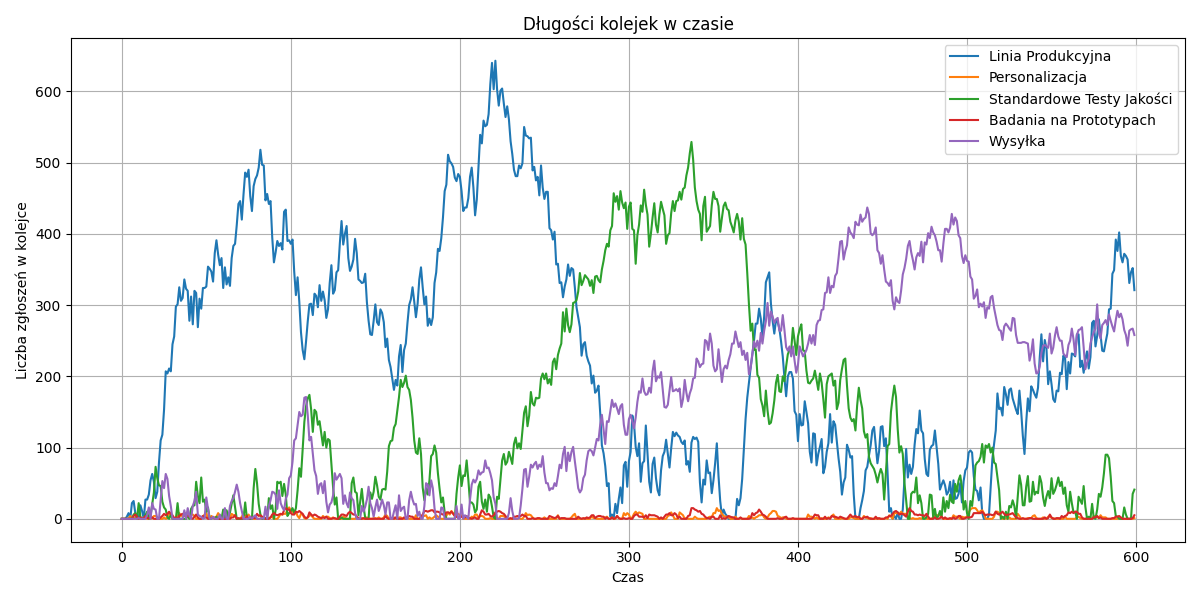 Długości kolejek w czasie
Linia Produkcyjna
Personalizacja
Standardowe Testy Jakości
Badania na Prototypach
Wysyłka
Liczba zgłoszeń w kolejce
600
500
400
300
200
100
0
0 100 200 300 400 500 600
Czas